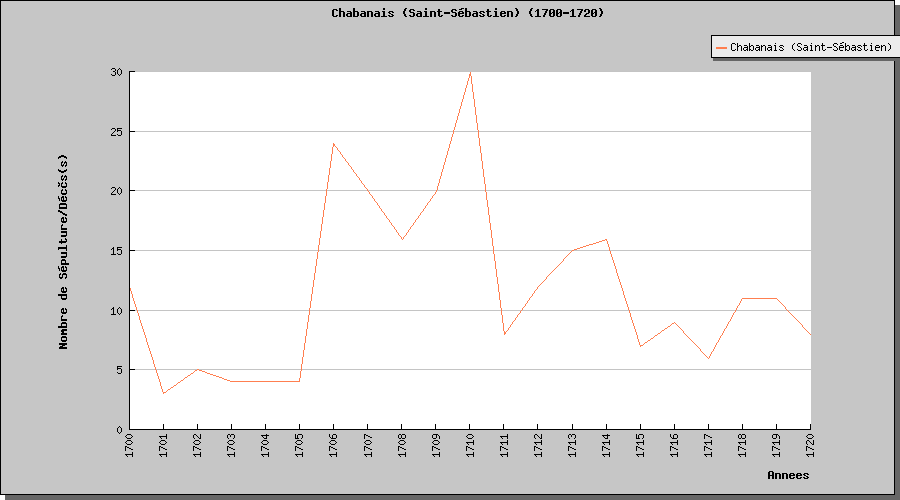 Chabanais (Saint-Sébastien) (1700-1720)
Chabanais (Saint-Sébastien)
Nombre de Sépulture/Décčs(s)
30
25
20
15
10
5
0
1700 1701 1702 1703 1704 1705 1706 1707 1708 1709 1710 1711 1712 1713 1714 1715 1716 1717 1718 1719 1720
Annees